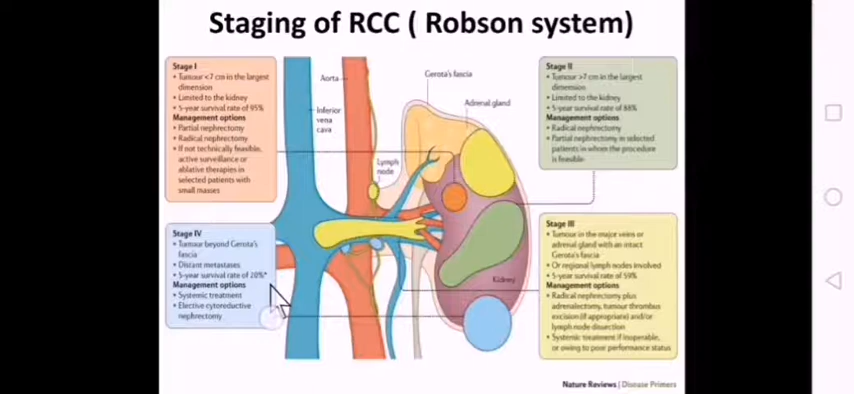 Staging of RCC ( Robson system)
Stage I
• Tumour <7 cm in the largest
dimension
• Limited to the kidney
• 5-year survival rate of 95%
Management options
• Partial nephrectomy
• Radical nephrectomy
• If not technically feasible,
active surveillance or
ablative therapies in
selected patients with
small masses
Aorta
Inferior
vena
cava
Lymph
node
Gerota's fascia
Adrenal gland
Kidney
Stage II
• Tumour >7 cm in the largest
dimension
• Limited to the kidney
• 5-year survival rate of 88%
Management options
• Radical nephrectomy
• Partial nephrectomy in selected
patients in whom the procedure
is feasible
Stage IV
• Tumour beyond Gerota's
fascia
• Distant metastases
• 5-year survival rate of 20%*
Management options
• Systemic treatment
• Elective cytoreductive
nephrectomy
Stage III
• Tumour in the major veins or
adrenal gland with an intact
Gerota's fascia
• Or regional lymph nodes involved
• 5-year survival rate of 59%
Management options
• Radical nephrectomy plus
adrenalectomy, tumour thrombus
excision (if appropriate) and/or
lymph node dissection
• Systemic treatment if inoperable,
or owing to poor performance status
Nature Reviews | Disease Primers